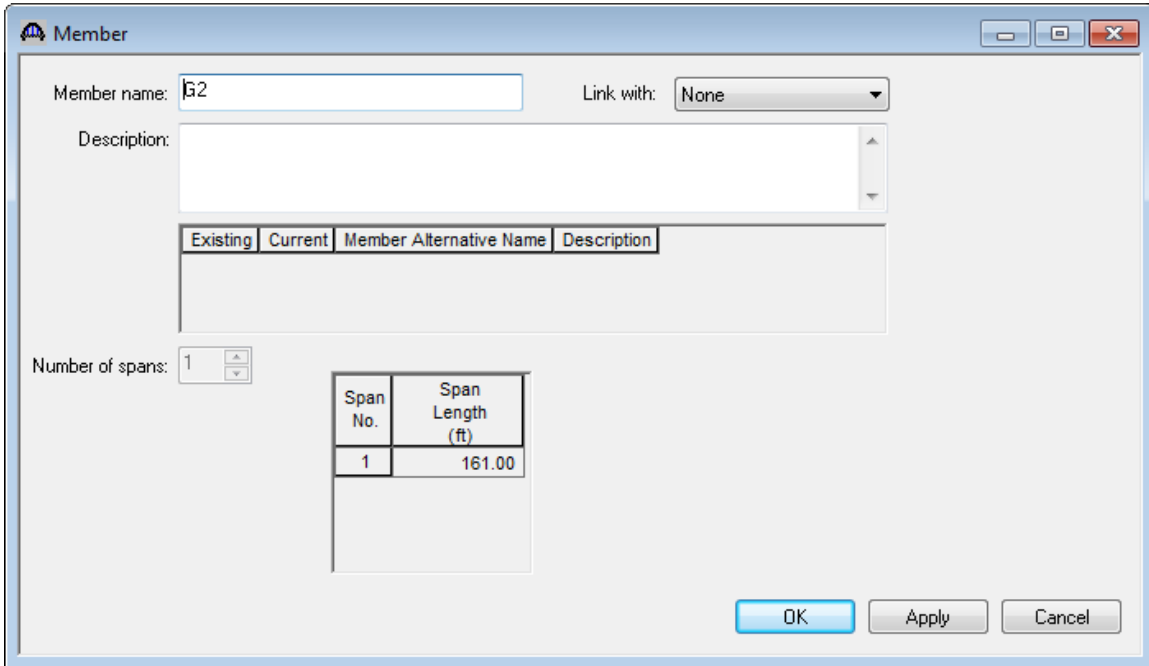 Member
Member name: G2 Link with: None
Description:
Existing Current Member Alternative Name Description
Number of spans: 1
Span No. Span Length (ft)
1 161.00
OK Apply Cancel